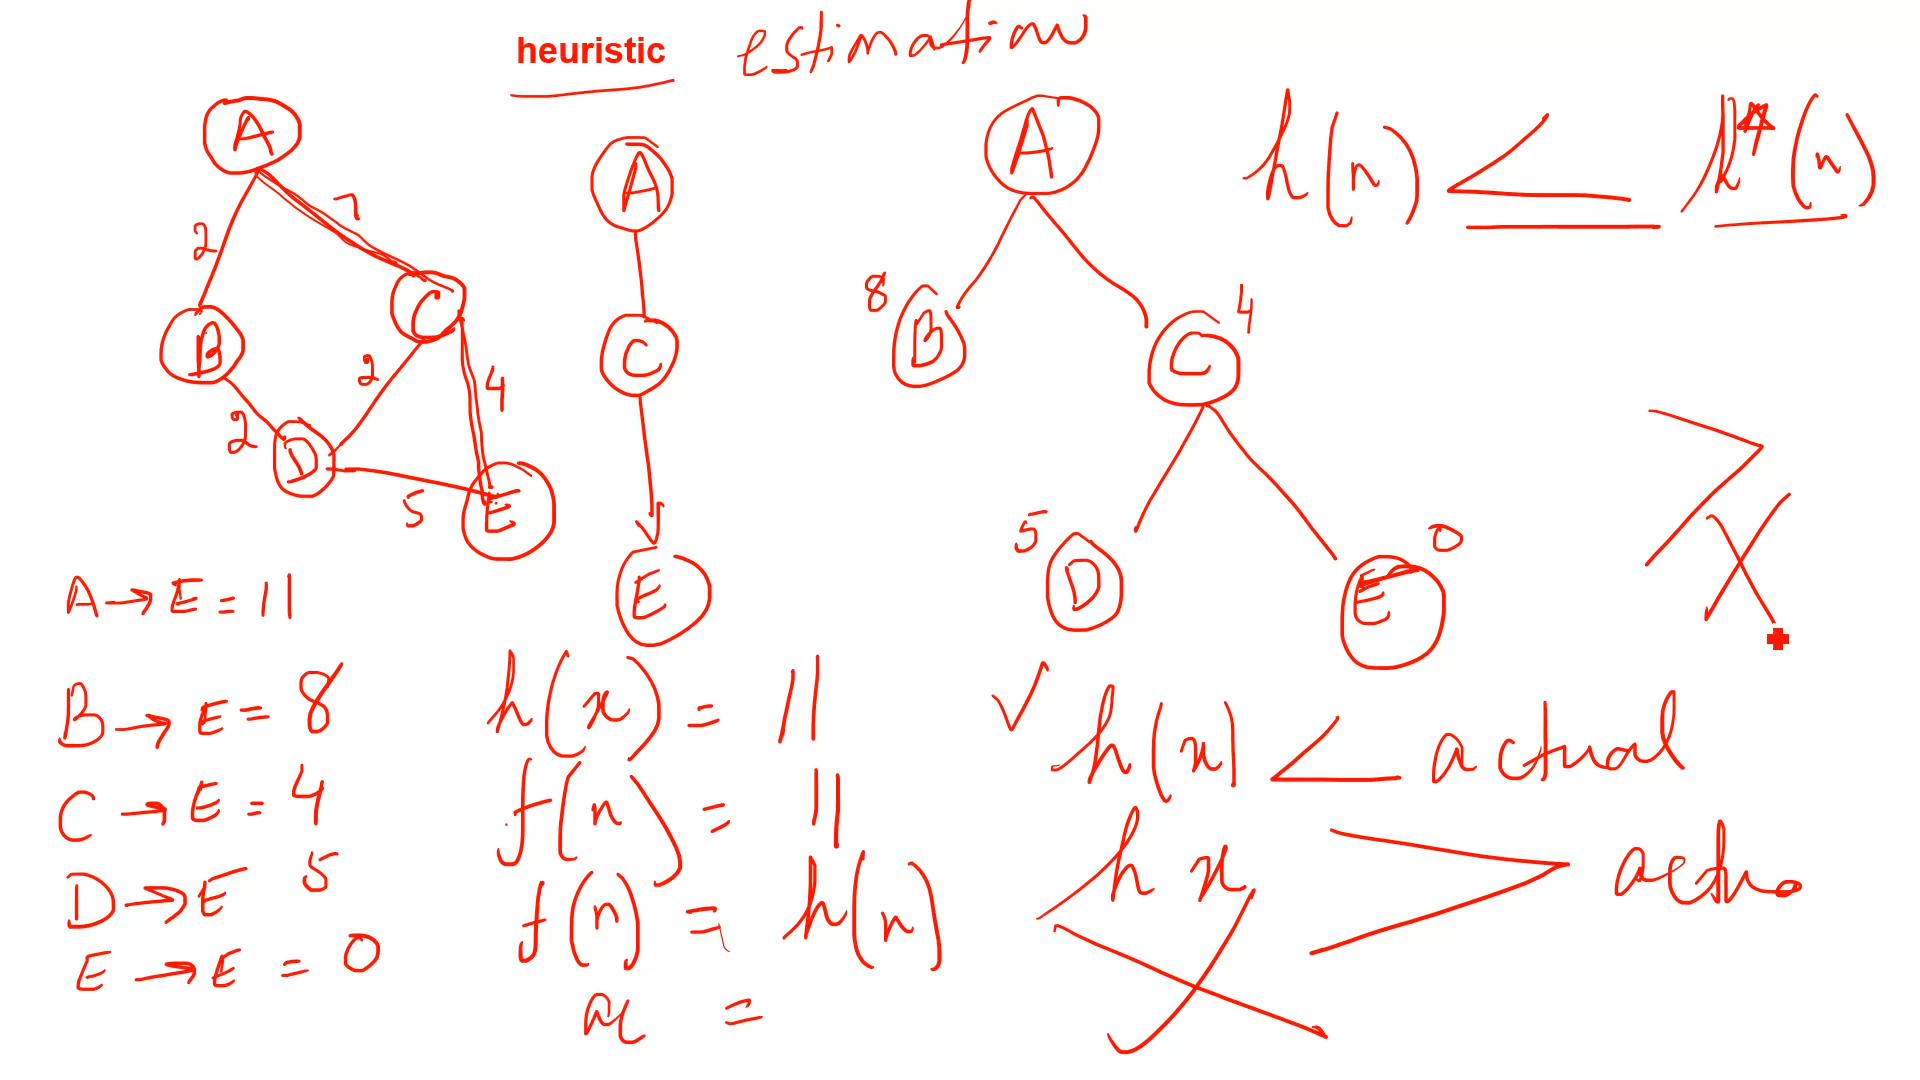 heuristic estimation
A A A h(n) ≤ h*(n)
7
2
C
8 4
B C B C
2 4
2 D
5 E
5 D 0 E
E
A → E = 11
B → E = 8 h(x) = 11 ✓ h(x) < actual
C → E = 4 f(n) = 11
D → E 5 f(n) = h(n) h x >
E → E = 0
=